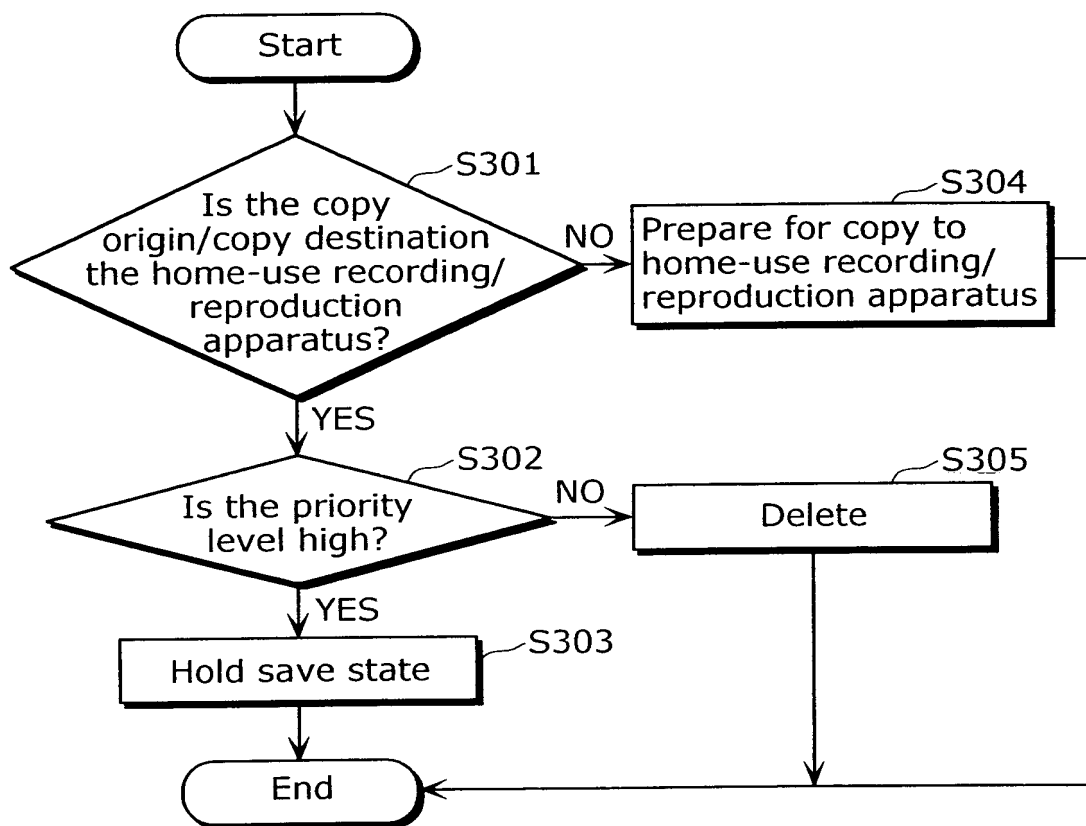 Start
S301
Is the copy
origin/copy destination
the home-use recording/
reproduction
apparatus?
NO
S304
Prepare for copy to
home-use recording/
reproduction apparatus
YES
S302
Is the priority
level high?
NO
S305
Delete
YES
S303
Hold save state
End